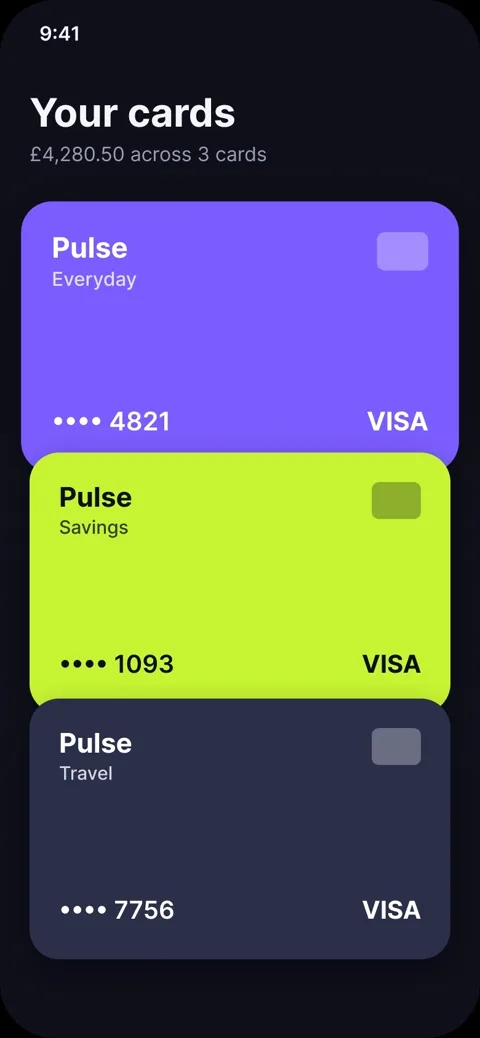 9:41
Your cards
£4,280.50 across 3 cards
Pulse
Everyday
•••• 4821 VISA
Pulse
Savings
•••• 1093 VISA
Pulse
Travel
•••• 7756 VISA